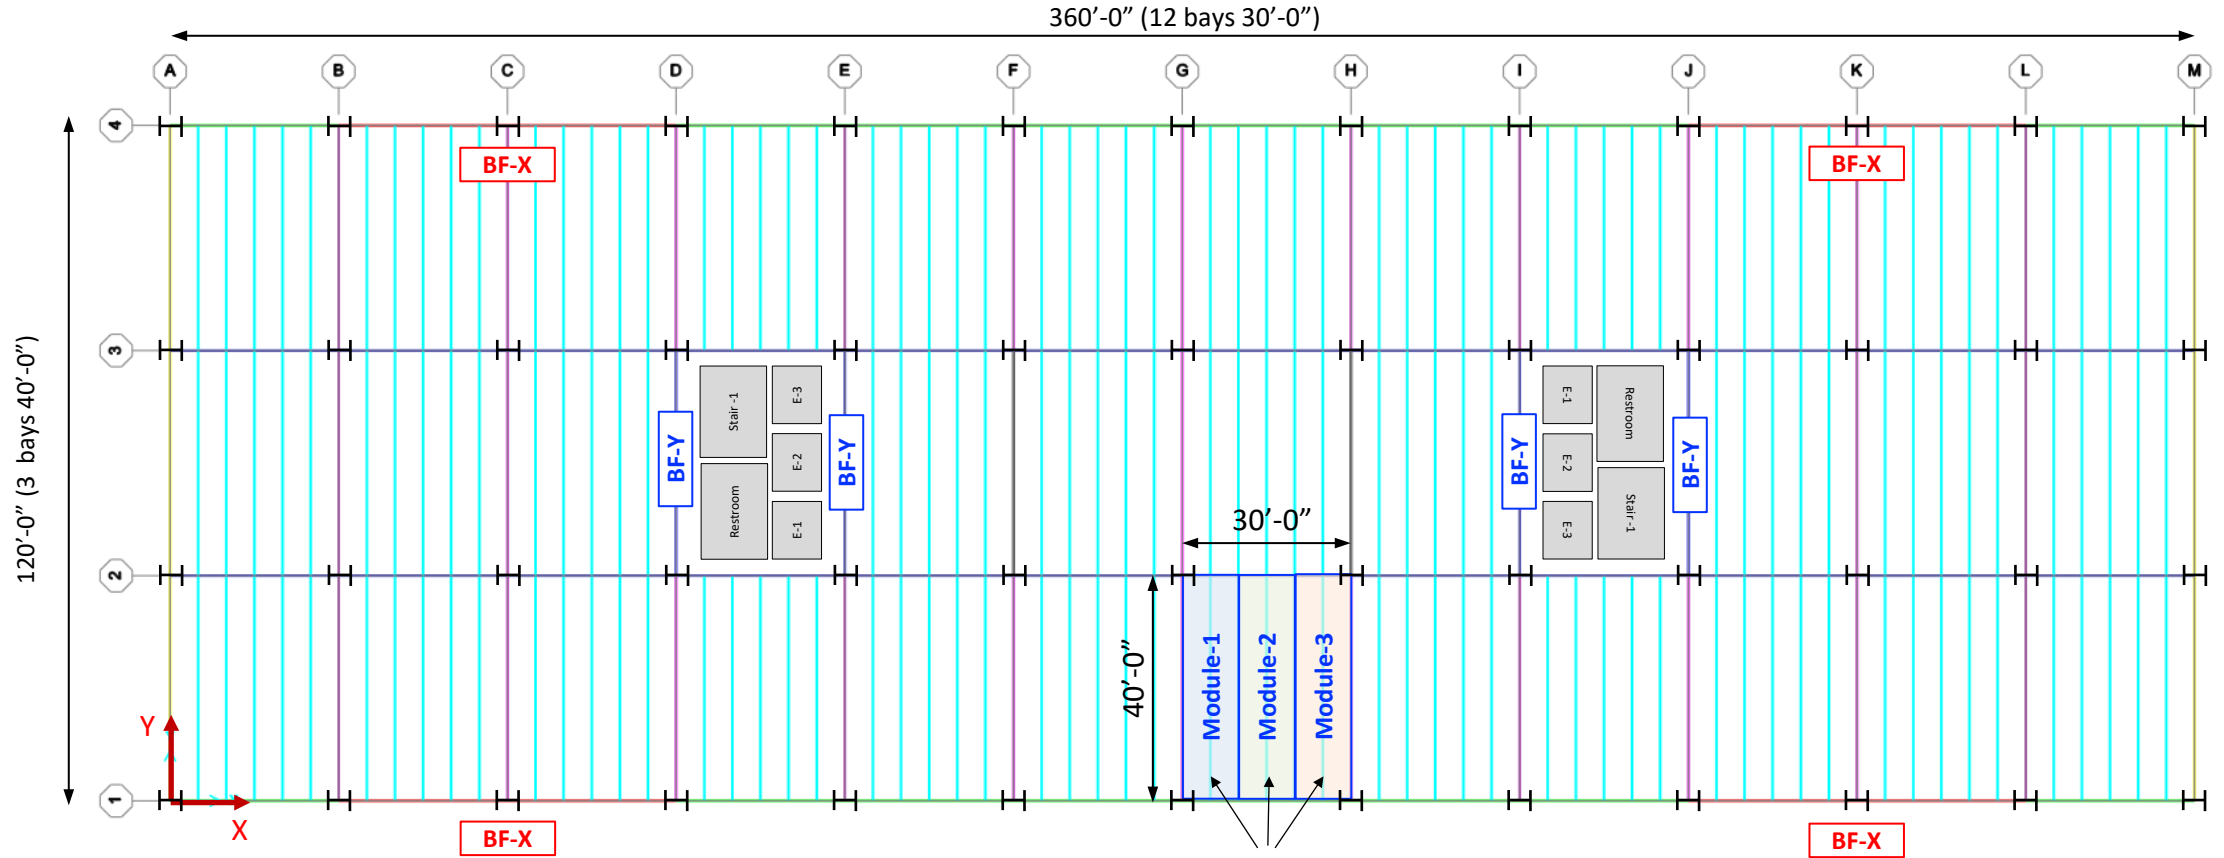 360’-0” (12 bays 30’-0”)
A B C D E F G H I J K L M
4
BF-X
BF-X
120’-0” (3 bays 40’-0”)
3
Stair -1
E-3
E-1
Restroom
BF-Y
BF-Y
BF-Y
BF-Y
E-2
E-2
Restroom
E-1
E-3
Stair -1
30’-0”
2
40’-0”
Module-1
Module-2
Module-3
Y
1
X
BF-X
BF-X